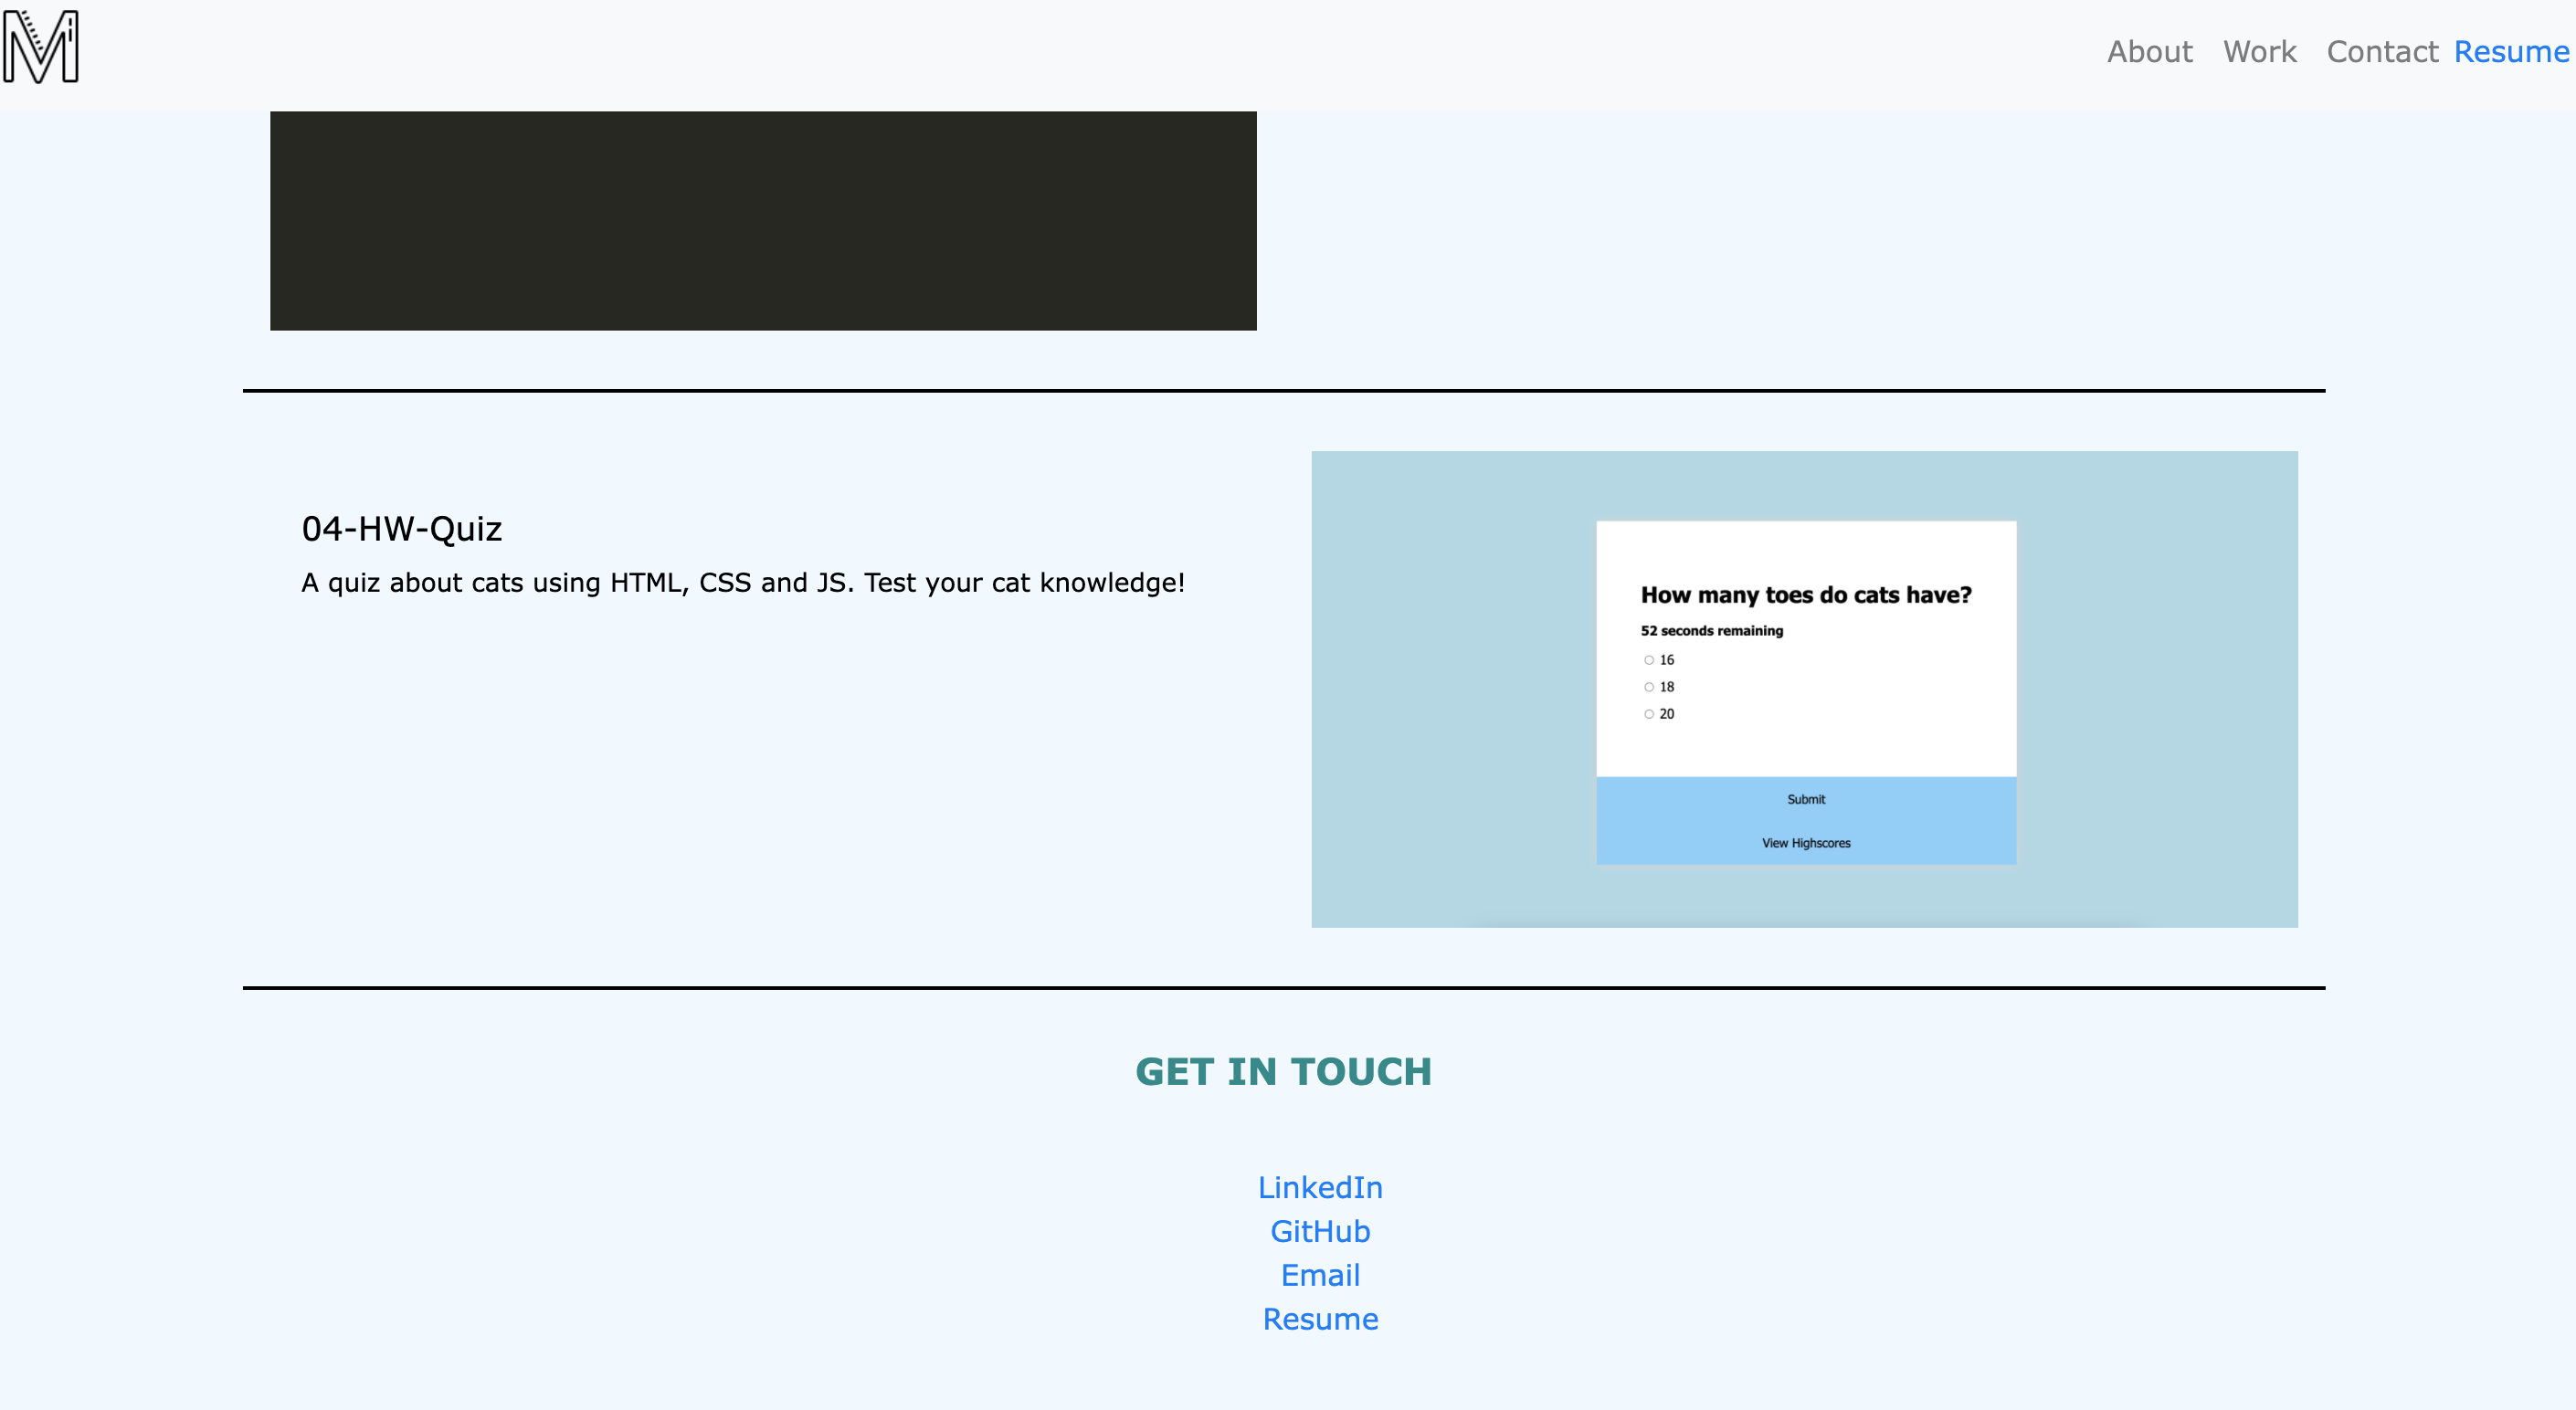 M
About Work Contact Resume
04-HW-Quiz
A quiz about cats using HTML, CSS and JS. Test your cat knowledge!
How many toes do cats have?
52 seconds remaining
16
18
20
Submit
View Highscores
GET IN TOUCH
LinkedIn
GitHub
Email
Resume